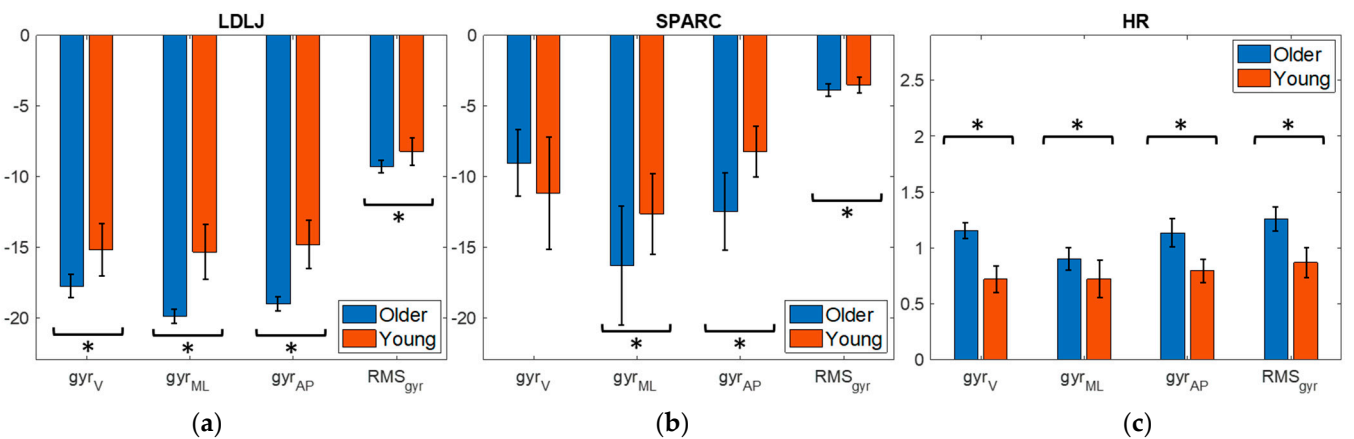 LDLJ
0
-5
-10
-15
-20
*
*
*
*
Older
Young
gyrV
gyrML
gyrAP
RMSgyr
(a)
SPARC
0
-5
-10
-15
-20
*
*
*
Older
Young
gyrV
gyrML
gyrAP
RMSgyr
(b)
HR
2.5
2
1.5
1
0.5
0
*
*
*
*
Older
Young
gyrV
gyrML
gyrAP
RMSgyr
(c)